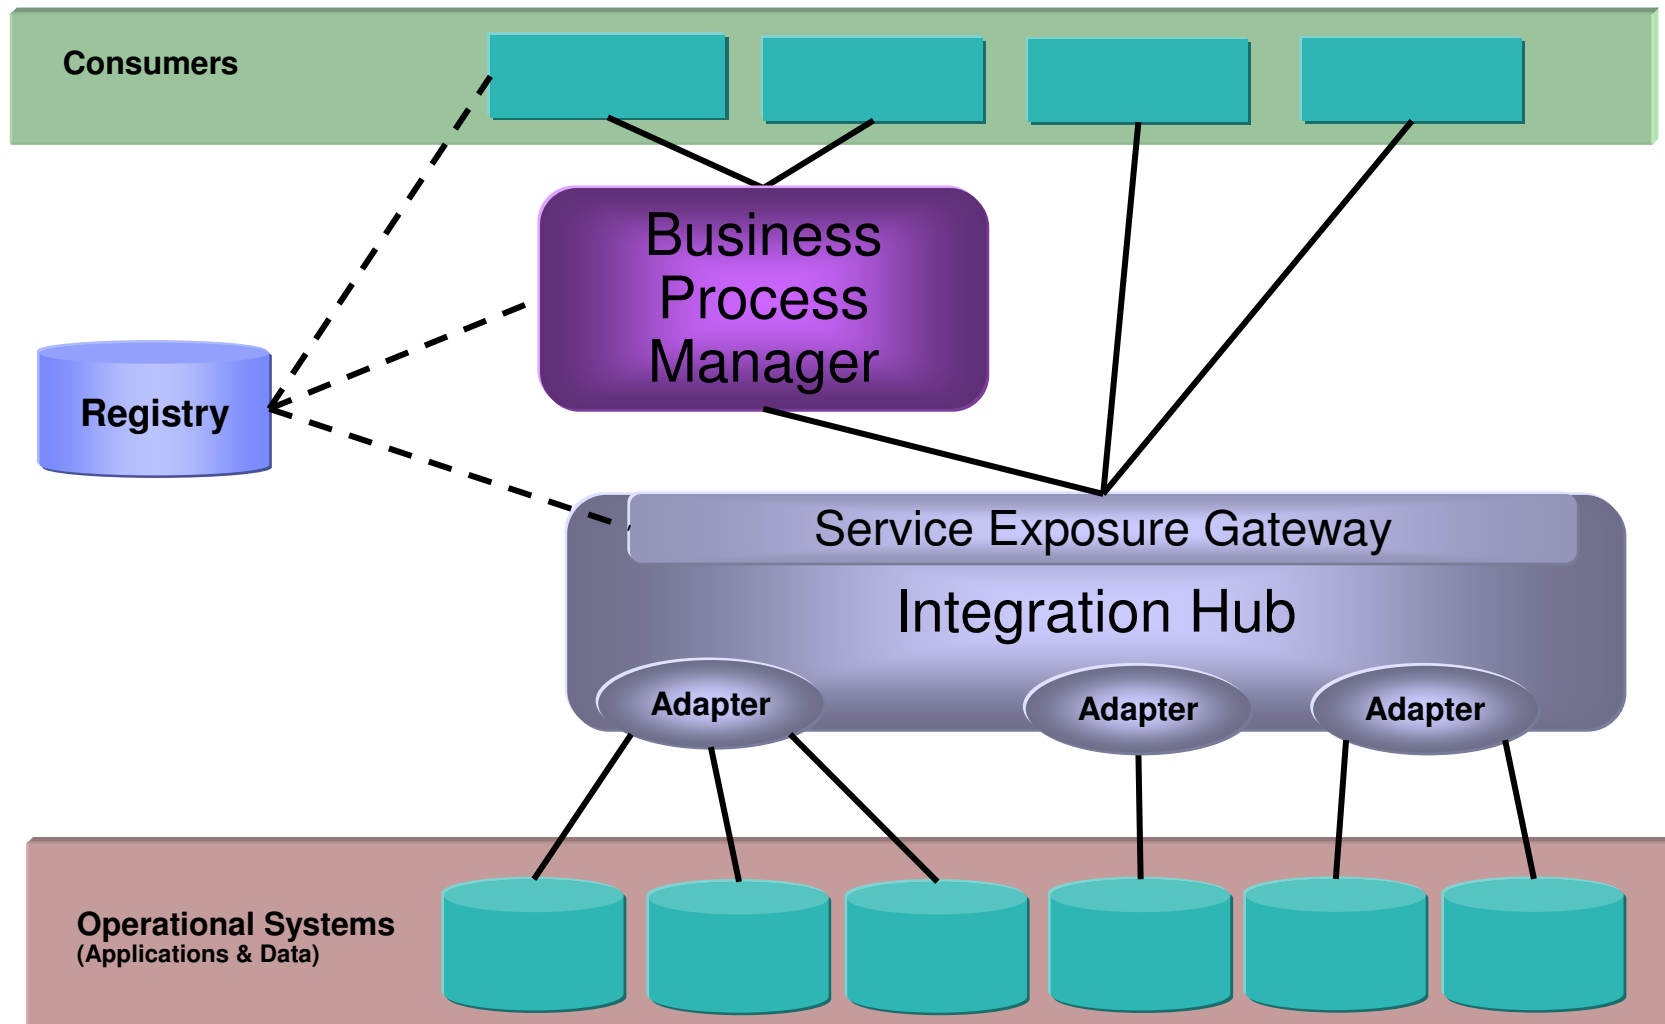 Consumers
Business
Process
Manager
Registry
Service Exposure Gateway
Integration Hub
Adapter
Adapter
Adapter
Operational Systems
(Applications & Data)